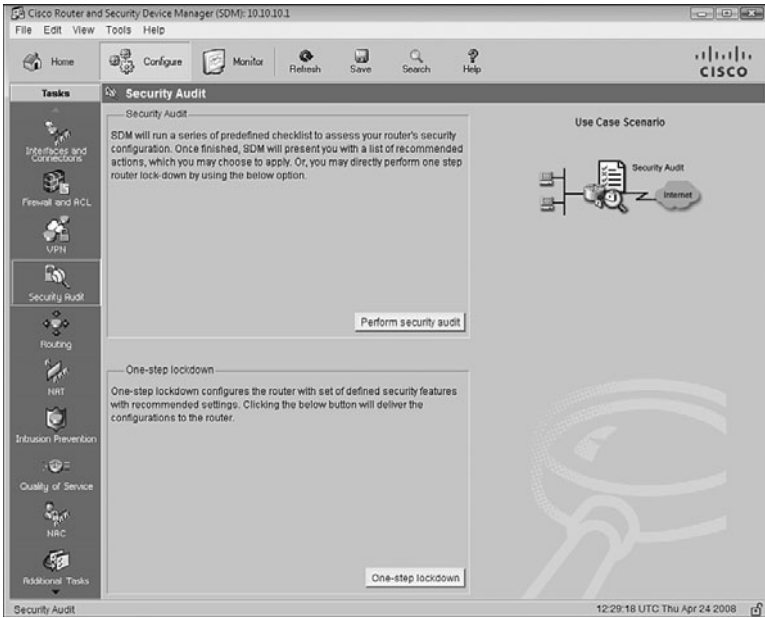 Cisco Router and Security Device Manager (SDM): 10.10.10.1
File Edit View Tools Help
Home Configure Monitor Refresh Save Search Help
CISCO
Tasks
Security Audit
Interfaces and
Connections
Firewall and ACL
VPN
Security Audit
Routing
NAT
Intrusion Prevention
Quality of Service
NAC
Additional Tasks
Security Audit
SDM will run a series of predefined checklist to assess your router's security
configuration. Once finished, SDM will present you with a list of recommended
actions, which you may choose to apply. Or, you may directly perform one step
router lock-down by using the below option.
Perform security audit
One-step lockdown
One-step lockdown configures the router with set of defined security features
with recommended settings. Clicking the below button will deliver the
configurations to the router.
One-step lockdown
Use Case Scenario
Security Audit
Internet
Security Audit
12:29:18 UTC Thu Apr 24 2008